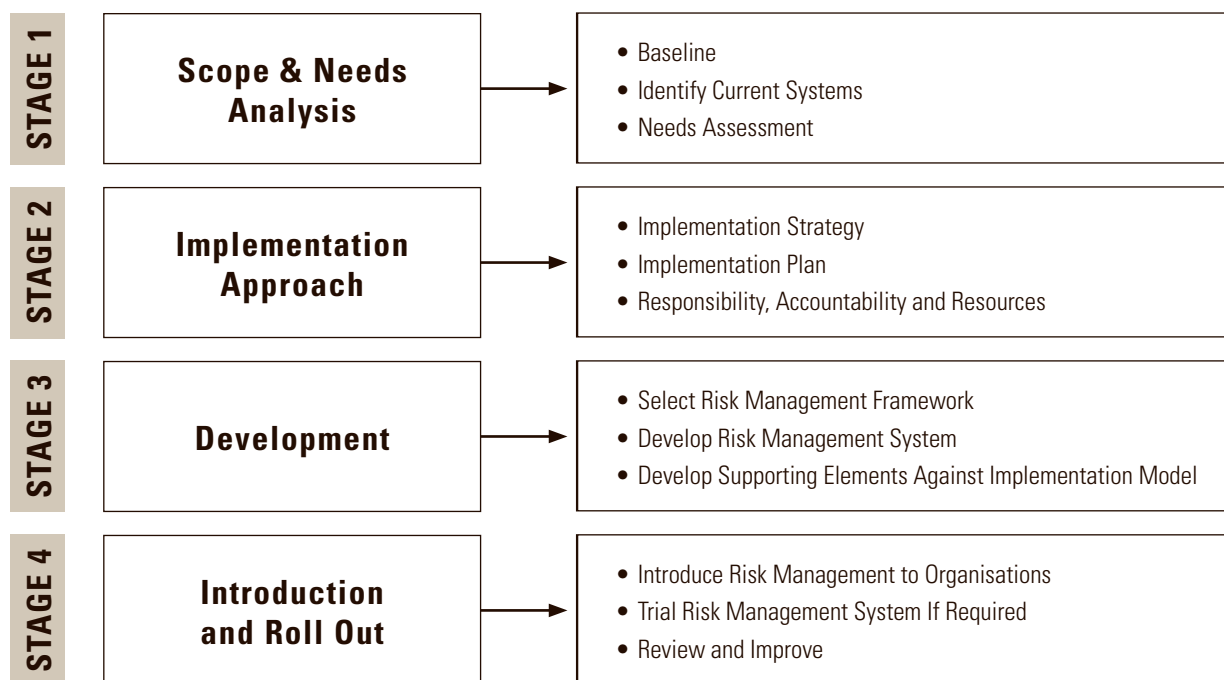 STAGE 1
Scope & Needs
Analysis
• Baseline
• Identify Current Systems
• Needs Assessment
STAGE 2
Implementation
Approach
• Implementation Strategy
• Implementation Plan
• Responsibility, Accountability and Resources
STAGE 3
Development
• Select Risk Management Framework
• Develop Risk Management System
• Develop Supporting Elements Against Implementation Model
STAGE 4
Introduction
and Roll Out
• Introduce Risk Management to Organisations
• Trial Risk Management System If Required
• Review and Improve